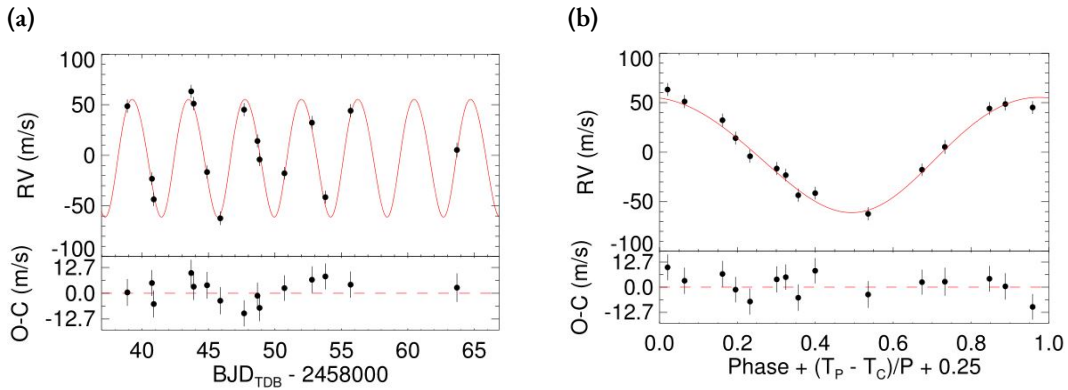 (a)
(b)
100
50
0
-50
-100
RV (m/s)
12.7
0.0
-12.7
O-C (m/s)
40 45 50 55 60 65
BJD_TDB - 2458000
100
50
0
-50
-100
RV (m/s)
12.7
0.0
-12.7
O-C (m/s)
0.0 0.2 0.4 0.6 0.8 1.0
Phase + (T_P - T_C)/P + 0.25